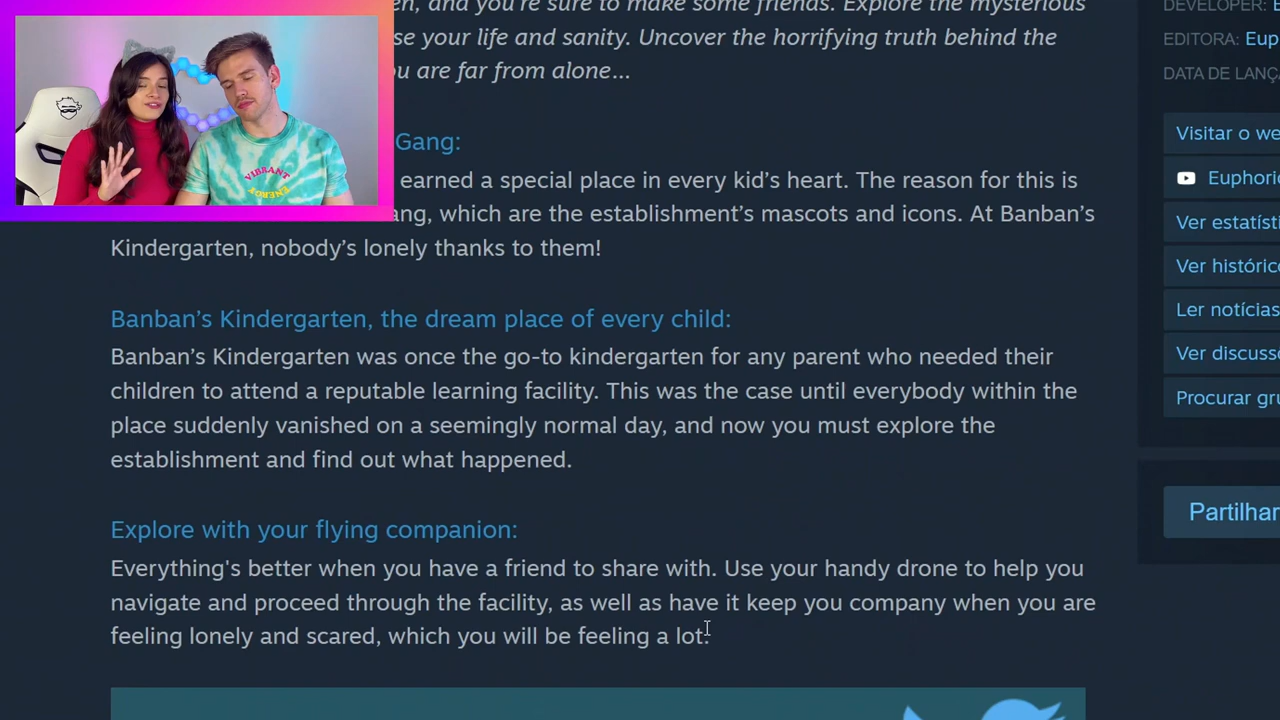 en, and you're sure to make some friends. Explore the mysterious
se your life and sanity. Uncover the horrifying truth behind the
u are far from alone...
Gang:
earned a special place in every kid's heart. The reason for this is
ang, which are the establishment's mascots and icons. At Banban's
Kindergarten, nobody's lonely thanks to them!
Banban's Kindergarten, the dream place of every child:
Banban's Kindergarten was once the go-to kindergarten for any parent who needed their
children to attend a reputable learning facility. This was the case until everybody within the
place suddenly vanished on a seemingly normal day, and now you must explore the
establishment and find out what happened.
Explore with your flying companion:
Everything's better when you have a friend to share with. Use your handy drone to help you
navigate and proceed through the facility, as well as have it keep you company when you are
feeling lonely and scared, which you will be feeling a lot.
DEVELOPER:
EDITORA: Eup
DATA DE LANÇ
Visitar o we
Euphori
Ver estatíst
Ver históric
Ler notícias
Ver discuss
Procurar gru
Partilhar
VIBRANT
ENERGY